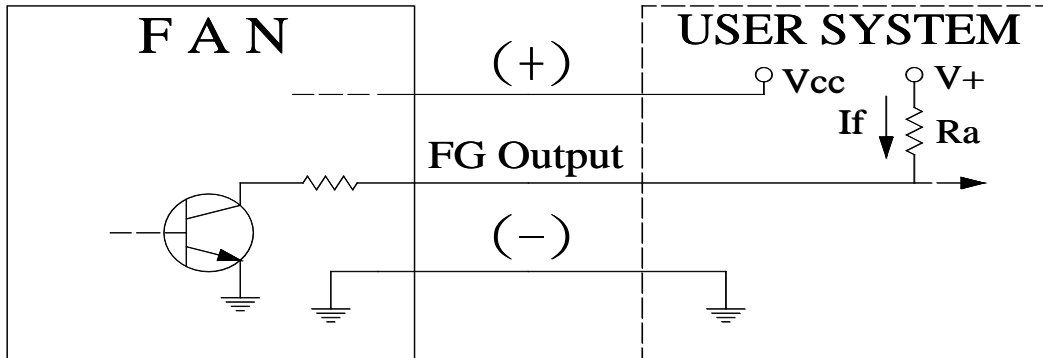 FAN
USER SYSTEM
(+)
Vcc
V+
If
Ra
FG Output
(-)